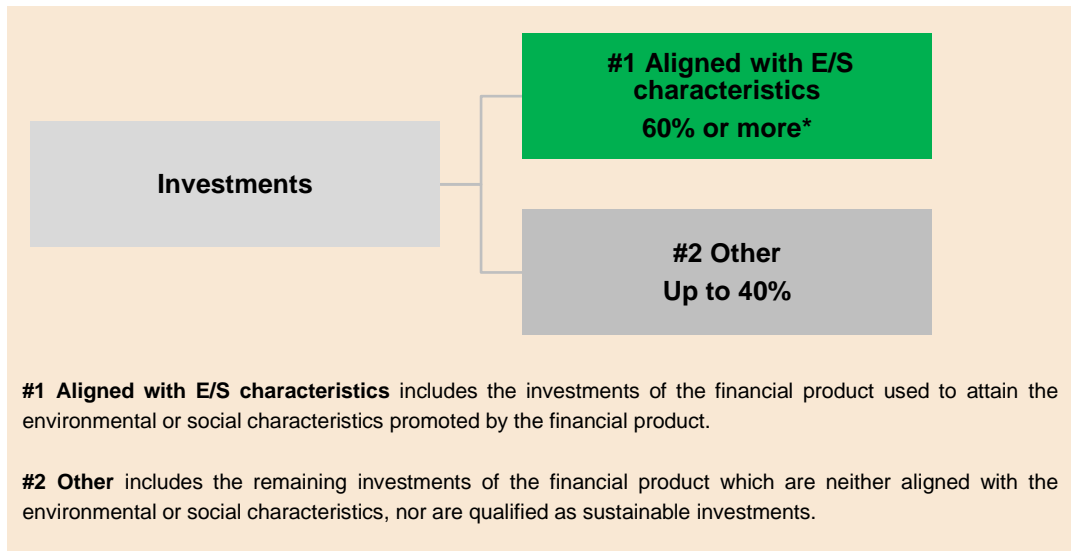 #1 Aligned with E/S
characteristics
60% or more*
Investments
#2 Other
Up to 40%
#1 Aligned with E/S characteristics includes the investments of the financial product used to attain the
environmental or social characteristics promoted by the financial product.
#2 Other includes the remaining investments of the financial product which are neither aligned with the
environmental or social characteristics, nor are qualified as sustainable investments.